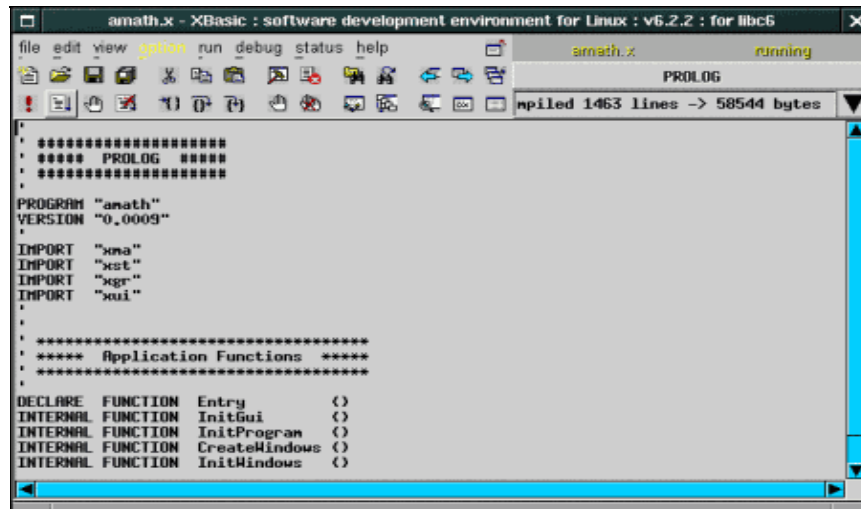 amath.x - XBasic : software development environment for Linux : v6.2.2 : for libc6
file edit view option run debug status help
amath.x running
PROLOG
mpiled 1463 lines -> 58544 bytes
'
' ####################
' ##### PROLOG #####
' ####################
'
PROGRAM "amath"
VERSION "0.0009"
'
IMPORT "xma"
IMPORT "xst"
IMPORT "xgr"
IMPORT "xui"
'
'
' ***********************************
' ***** Application Functions *****
' ***********************************
'
DECLARE FUNCTION Entry ()
INTERNAL FUNCTION InitGui ()
INTERNAL FUNCTION InitProgram ()
INTERNAL FUNCTION CreateWindows ()
INTERNAL FUNCTION InitWindows ()